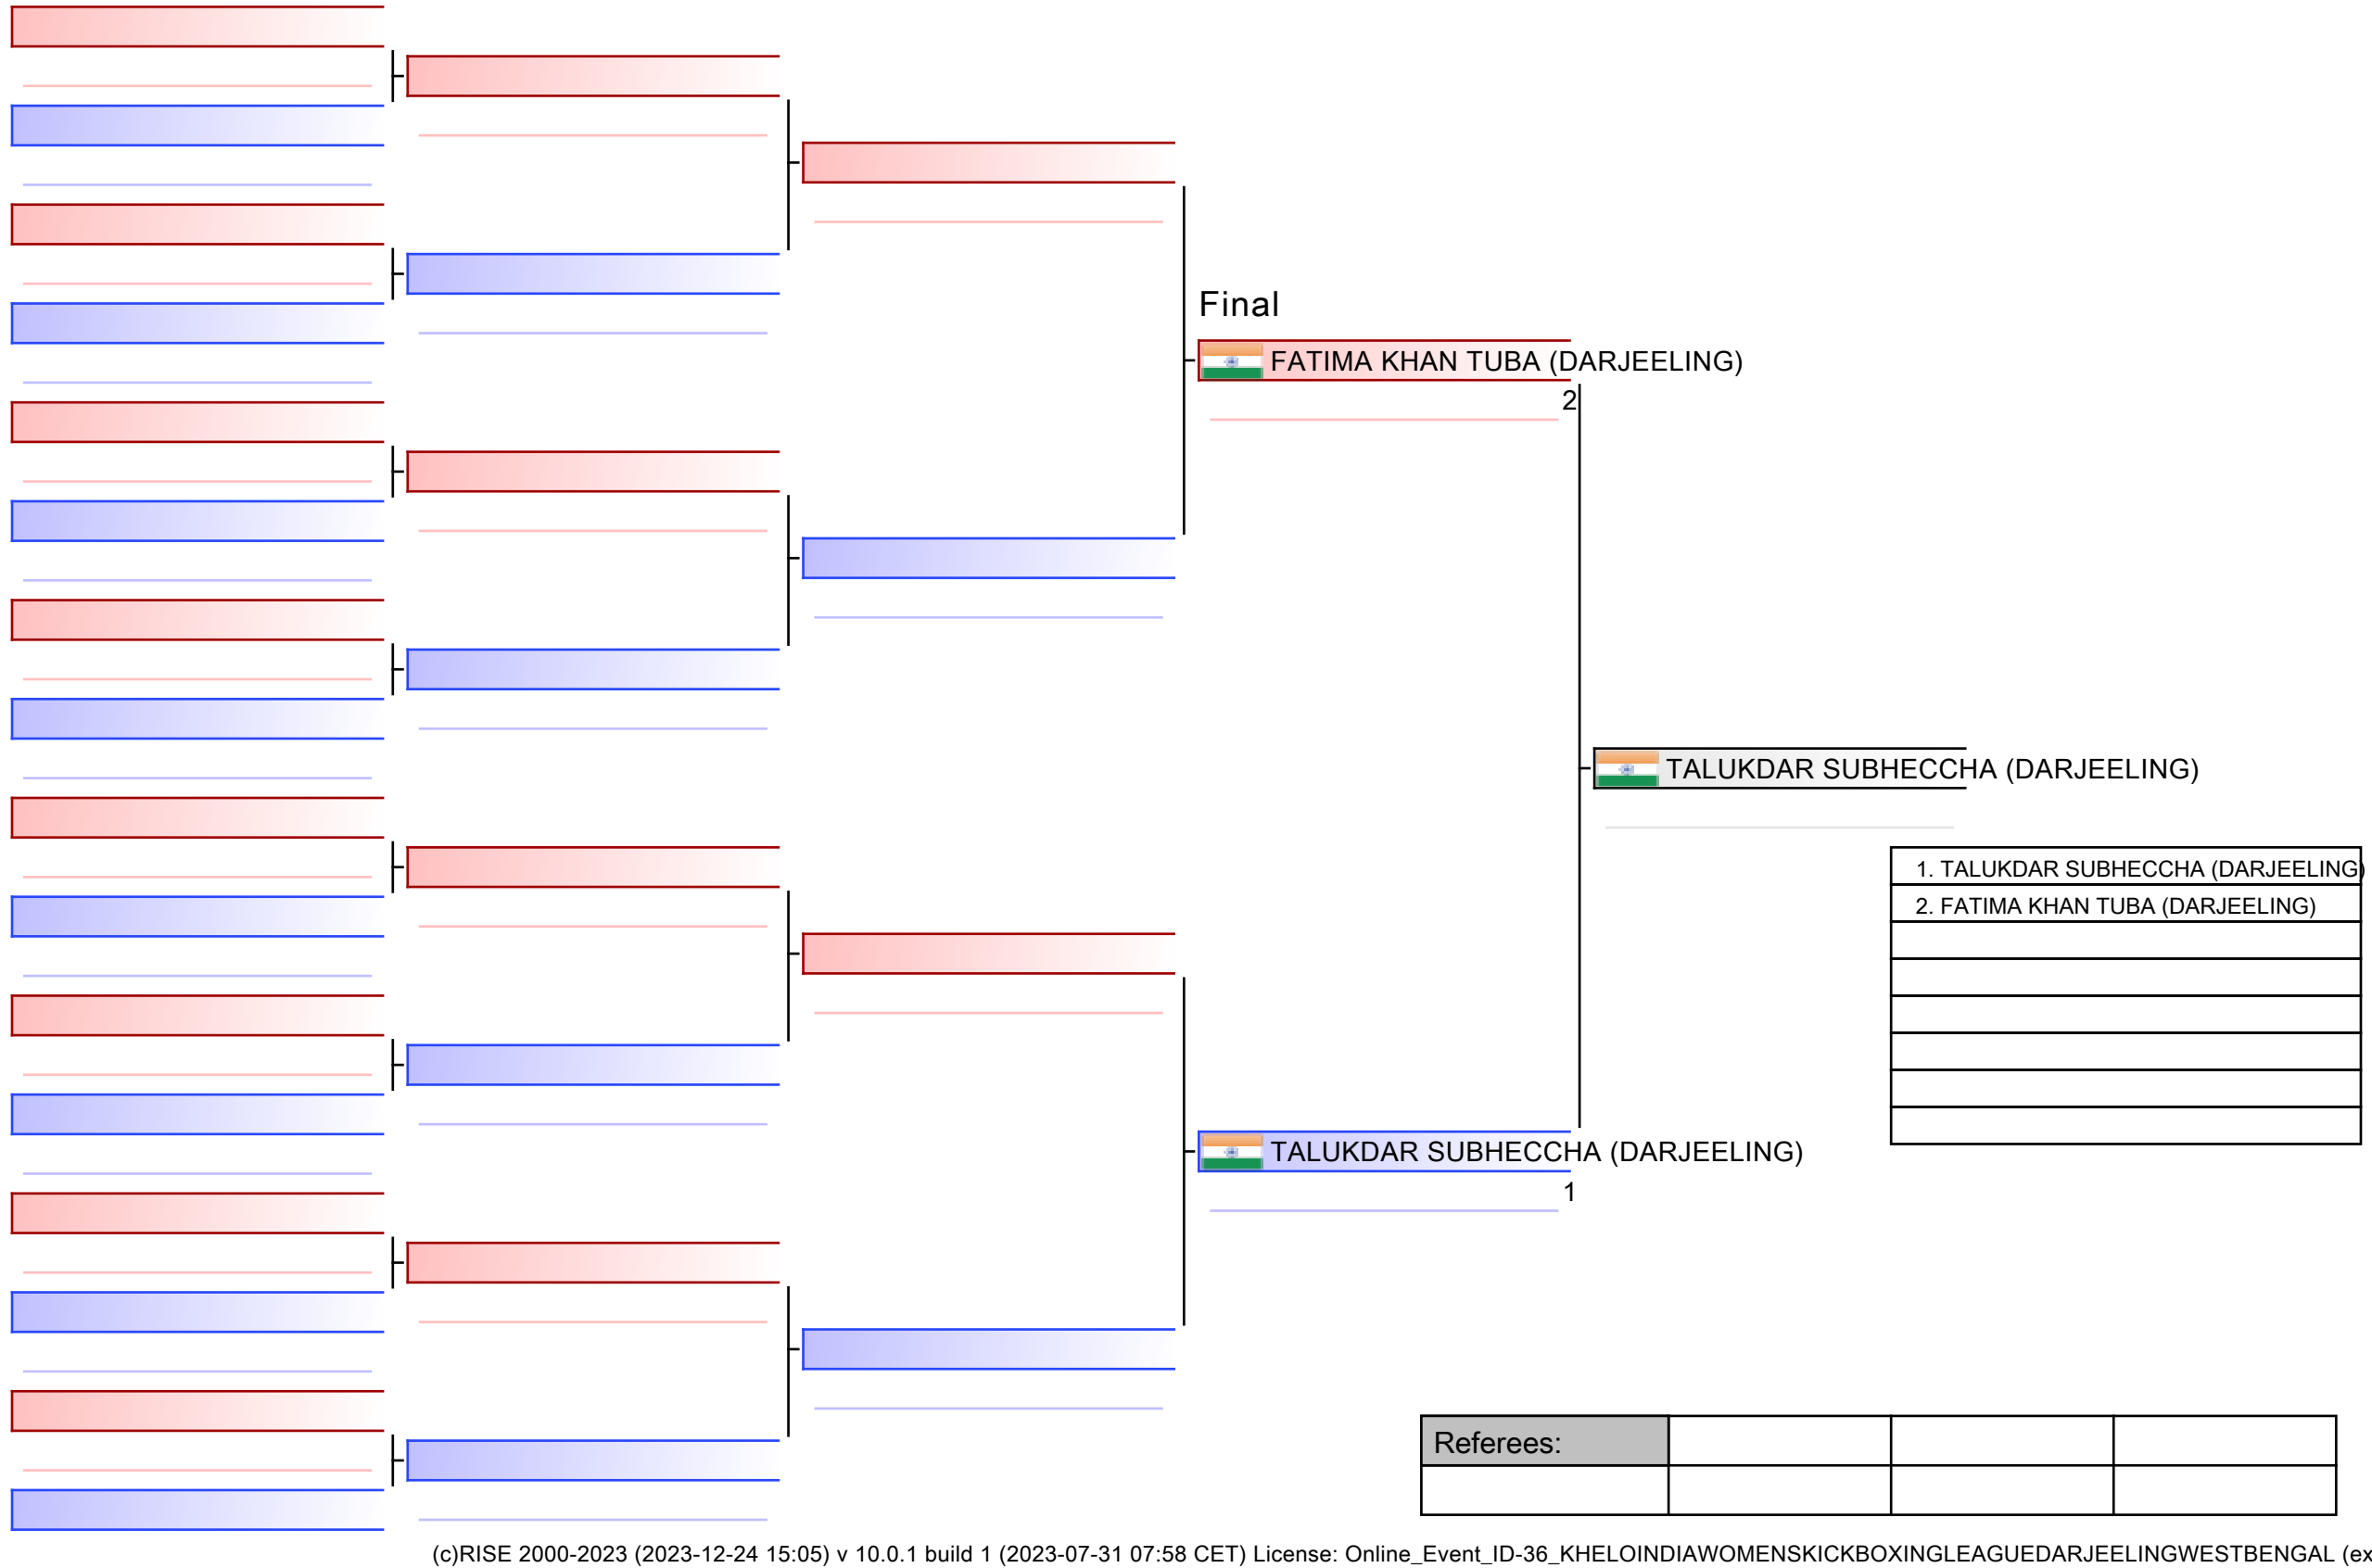 Final
FATIMA KHAN TUBA (DARJEELING)
2
TALUKDAR SUBHECCHA (DARJEELING)
1. TALUKDAR SUBHECCHA (DARJEELING)
2. FATIMA KHAN TUBA (DARJEELING)
TALUKDAR SUBHECCHA (DARJEELING)
1
Referees:
(c)RISE 2000-2023 (2023-12-24 15:05) v 10.0.1 build 1 (2023-07-31 07:58 CET) License: Online_Event_ID-36_KHELOINDIAWOMENSKICKBOXINGLEAGUEDARJEELINGWESTBENGAL (ex